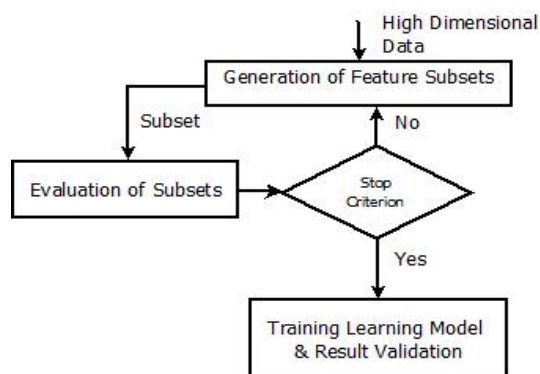 High Dimensional
Data
Generation of Feature Subsets
Subset
No
Evaluation of Subsets
Stop
Criterion
Yes
Training Learning Model
& Result Validation